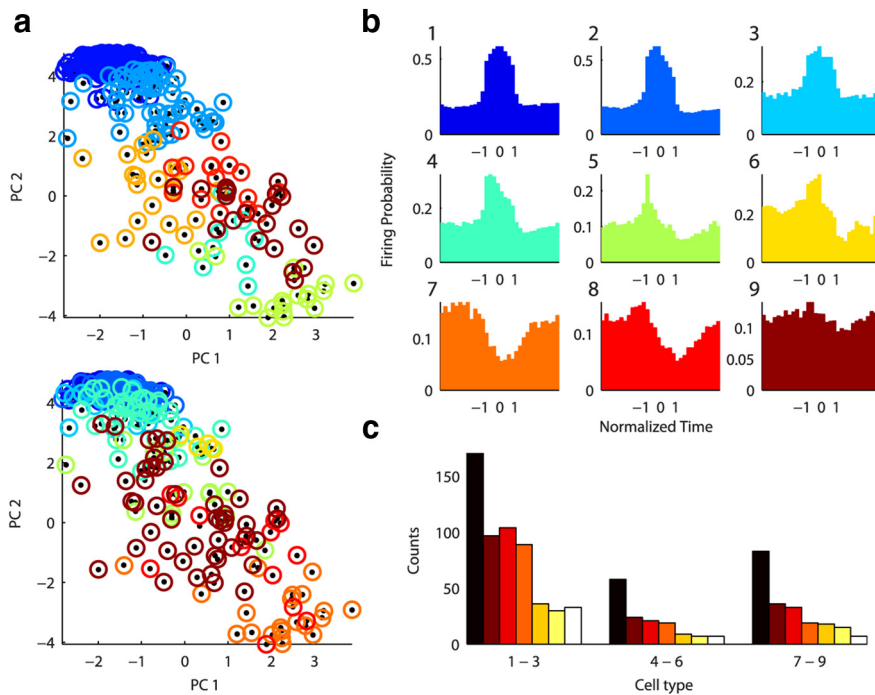 a
4
2
0
−2
−4
PC 2
−2 −1 0 1 2 3
PC 1
4
2
0
−2
−4
PC 2
−2 −1 0 1 2 3
PC 1
b
Firing Probability
1
0.5
0
−1 0 1
2
0.5
0
−1 0 1
3
0.2
0
−1 0 1
4
0.2
0
−1 0 1
5
0.2
0.1
0
−1 0 1
6
0.2
0
−1 0 1
7
0.1
0
−1 0 1
8
0.1
0
−1 0 1
9
0.1
0.05
0
−1 0 1
Normalized Time
c
Counts
150
100
50
0
1 − 3 4 − 6 7 − 9
Cell type